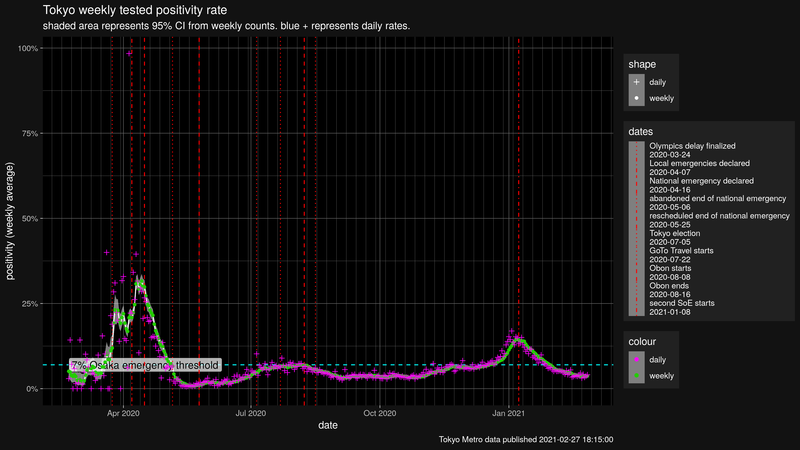 Tokyo weekly tested positivity rate
shaded area represents 95% CI from weekly counts. blue + represents daily rates.
positivity (weekly average)
100%
75%
50%
25%
0%
7% Osaka emergency threshold
Apr 2020
Jul 2020
Oct 2020
Jan 2021
date
shape
daily
weekly
dates
Olympics delay finalized
2020-03-24
Local emergencies declared
2020-04-07
National emergency declared
2020-04-16
abandoned end of national emergency
2020-05-06
rescheduled end of national emergency
2020-05-25
Tokyo election
2020-07-05
GoTo Travel starts
2020-07-22
Obon starts
2020-08-08
Obon ends
2020-08-16
second SoE starts
2021-01-08
colour
daily
weekly
Tokyo Metro data published 2021-02-27 18:15:00